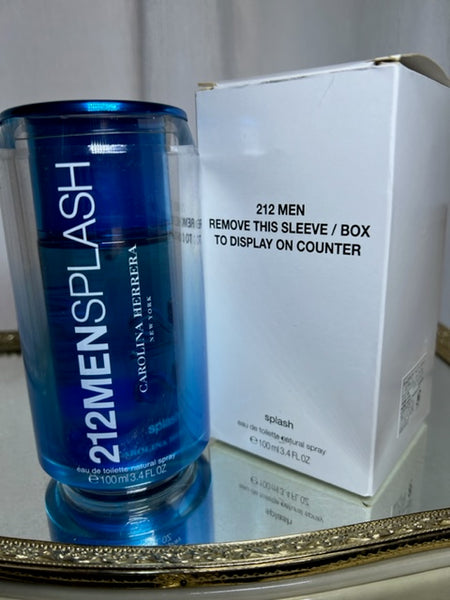 212MENSPLASH
CAROLINA HERRERA
NEW YORK
splash
eau de toilette natural spray
℮100ml 3.4 FL.OZ
212 MEN
REMOVE THIS SLEEVE / BOX
TO DISPLAY ON COUNTER
splash
eau de toilette natural spray
℮100ml 3.4 FL.OZ